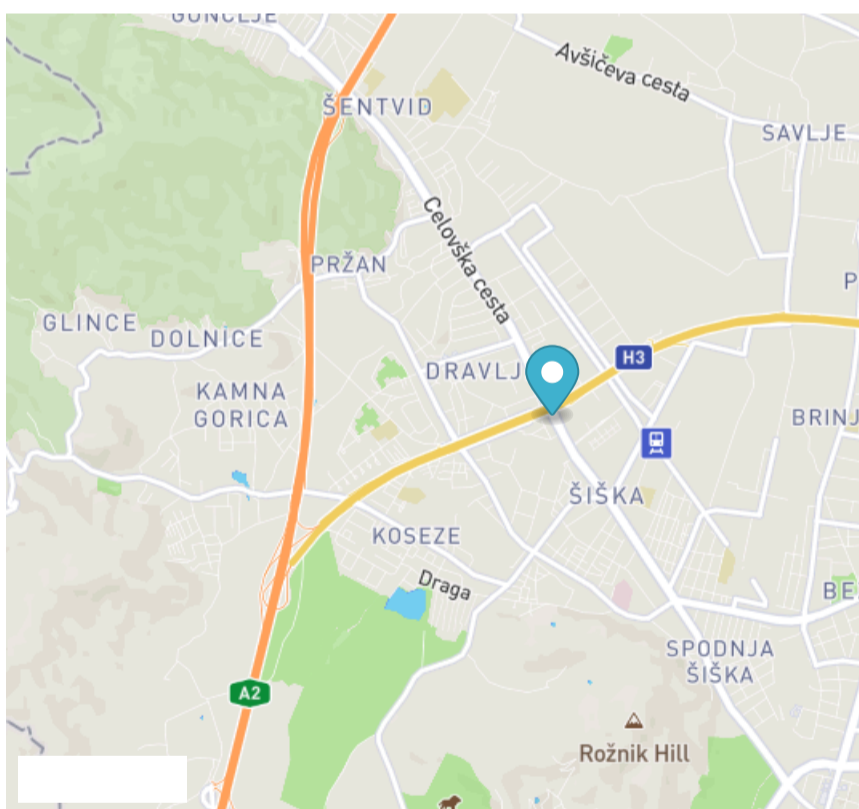 GUNCLJE
Avšičeva cesta
ŠENTVID
SAVLJE
Celovška cesta
PRŽAN
P
GLINCE
DOLNICE
H3
DRAVLJ
KAMNA
GORICA
BRINJ
ŠIŠKA
KOSEZE
Draga
BE
SPODNJA
ŠIŠKA
A2
Rožnik Hill